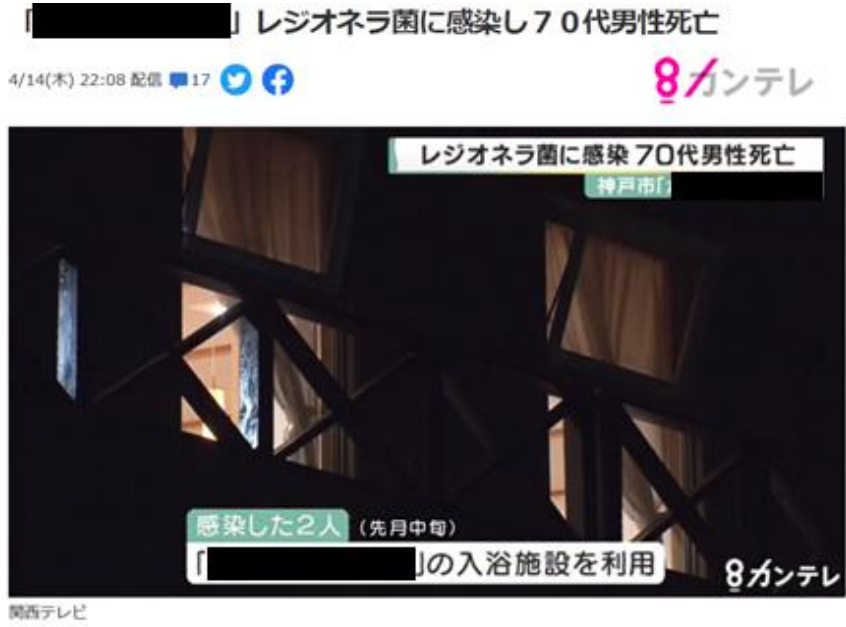 「」レジオネラ菌に感染し７０代男性死亡
4/14(木) 22:08 配信 17
8カンテレ
レジオネラ菌に感染 70代男性死亡
神戸市「
感染した2人 (先月中旬)
「」の入浴施設を利用
8カンテレ
関西テレビ